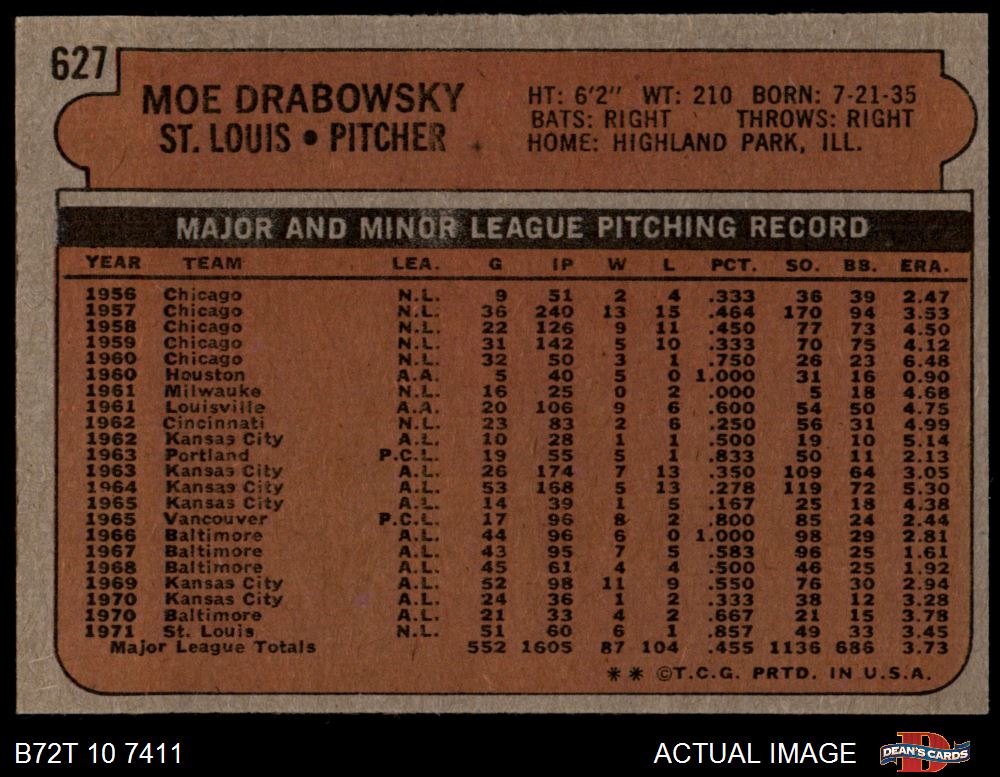 627
MOE DRABOWSKY
ST. LOUIS • PITCHER
HT: 6'2" WT: 210 BORN: 7-21-35
BATS: RIGHT THROWS: RIGHT
HOME: HIGHLAND PARK, ILL.
MAJOR AND MINOR LEAGUE PITCHING RECORD
YEAR TEAM LEA. G IP W L PCT. SO. BB. ERA.
1956 Chicago N.L. 9 51 2 4 .333 36 39 2.47
1957 Chicago N.L. 36 240 13 15 .464 170 94 3.53
1958 Chicago N.L. 22 126 9 11 .450 77 73 4.50
1959 Chicago N.L. 31 142 5 10 .333 70 75 4.12
1960 Chicago N.L. 32 50 3 1 .750 26 23 6.48
1960 Houston A.A. 5 40 5 0 1.000 31 16 0.90
1961 Milwauke N.L. 16 25 0 2 .000 5 18 4.68
1961 Louisville A.A. 20 106 9 6 .600 54 50 4.75
1962 Cincinnati N.L. 23 83 2 6 .250 56 31 4.99
1962 Kansas City A.L. 10 28 1 1 .500 19 10 5.14
1963 Portland P.C.L. 19 55 5 1 .833 50 11 2.13
1963 Kansas City A.L. 26 174 7 13 .350 109 64 3.05
1964 Kansas City A.L. 53 168 5 13 .278 119 72 5.30
1965 Kansas City A.L. 14 39 1 5 .167 25 18 4.38
1965 Vancouver P.C.L. 17 96 8 2 .800 85 24 2.44
1966 Baltimore A.L. 44 96 6 0 1.000 98 29 2.81
1967 Baltimore A.L. 43 95 7 5 .583 96 25 1.61
1968 Baltimore A.L. 45 61 4 4 .500 46 25 1.92
1969 Kansas City A.L. 52 98 11 9 .550 76 30 2.94
1970 Kansas City A.L. 24 36 1 2 .333 38 12 3.28
1970 Baltimore A.L. 21 33 4 2 .667 21 15 3.78
1971 St. Louis N.L. 51 60 6 1 .857 49 33 3.45
Major League Totals 552 1605 87 104 .455 1136 686 3.73
* * ©T.C.G. PRTD. IN U.S.A.
B72T 10 7411
ACTUAL IMAGE
DEAN'S CARDS